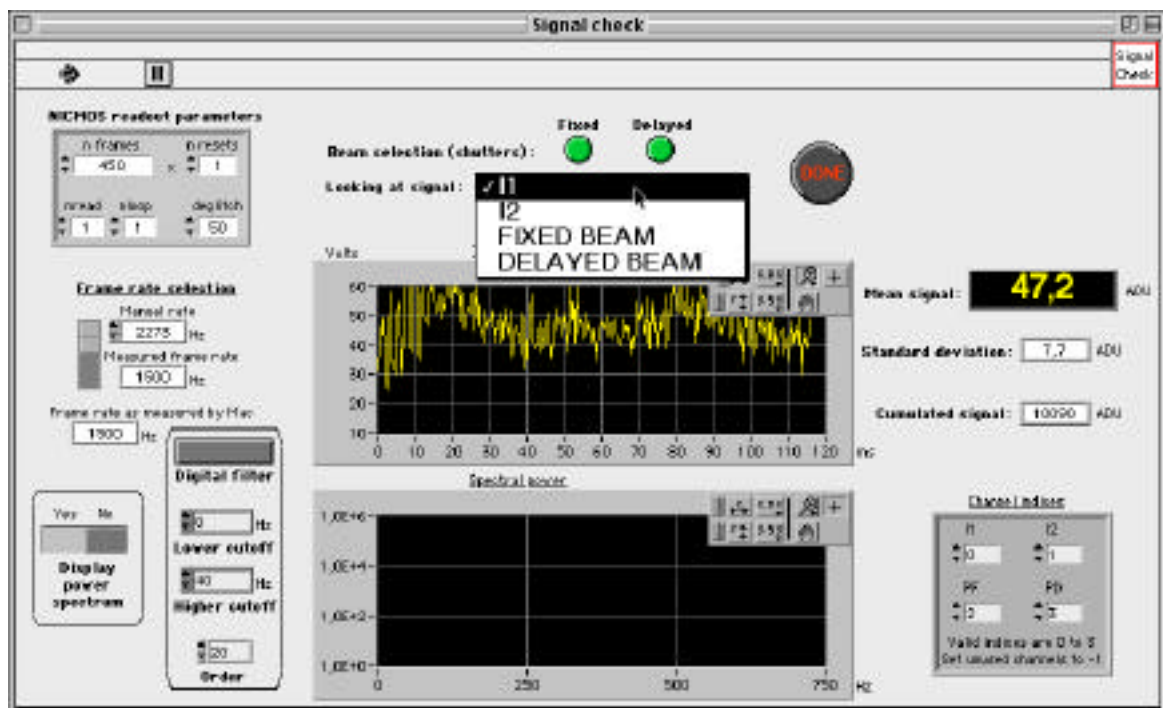 Signal check
Signal
Check
NICMOS readout parameters
n frames
n resets
450
x
1
nread
nloop
deglitch
1
1
50
Fixed
Delayed
Beam selection (shutters):
DONE
Looking at signal:
✓ I1
I2
FIXED BEAM
DELAYED BEAM
Frame rate selection
Manual rate
2275 Hz
Measured frame rate
1900 Hz
Frame rate as measured by Mac
1900 Hz
Volts
60
50
40
30
20
10
0 10 20 30 40 50 60 70 80 90 100 110 120 ms
Mean signal: 47,2 ADU
Standard deviation: 7,7 ADU
Cumulated signal: 10090 ADU
Digital filter
0 Hz
Lower cutoff
40 Hz
Higher cutoff
20
Order
Yes No
Display
power
spectrum
Spectral power
1,0E+6
1,0E+4
1,0E+2
1,0E+0
0 250 500 750 Hz
Channel indices
I1 I2
0 1
PF PD
2 3
Valid indices are 0 to 3
Set unused channels to -1